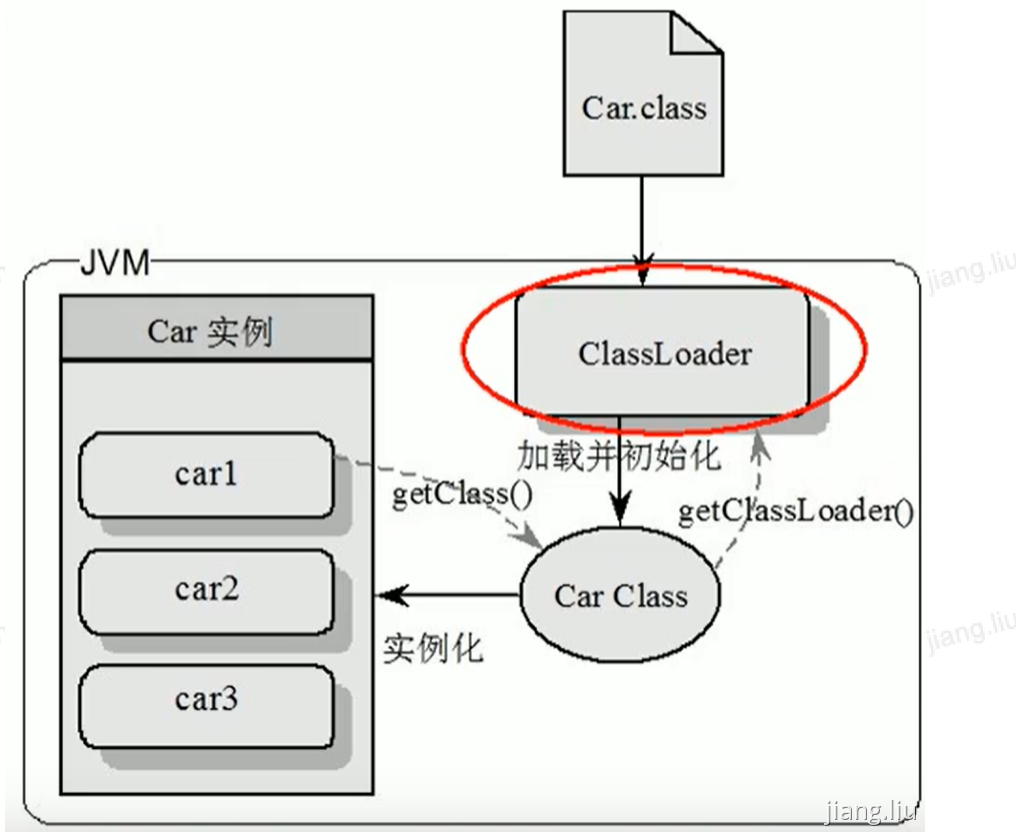 Car.class
JVM
Car 实例
ClassLoader
加载并初始化
car1
getClass()
getClassLoader()
car2
Car Class
实例化
car3
jiang.liu
jiang.liu
jiang.liu